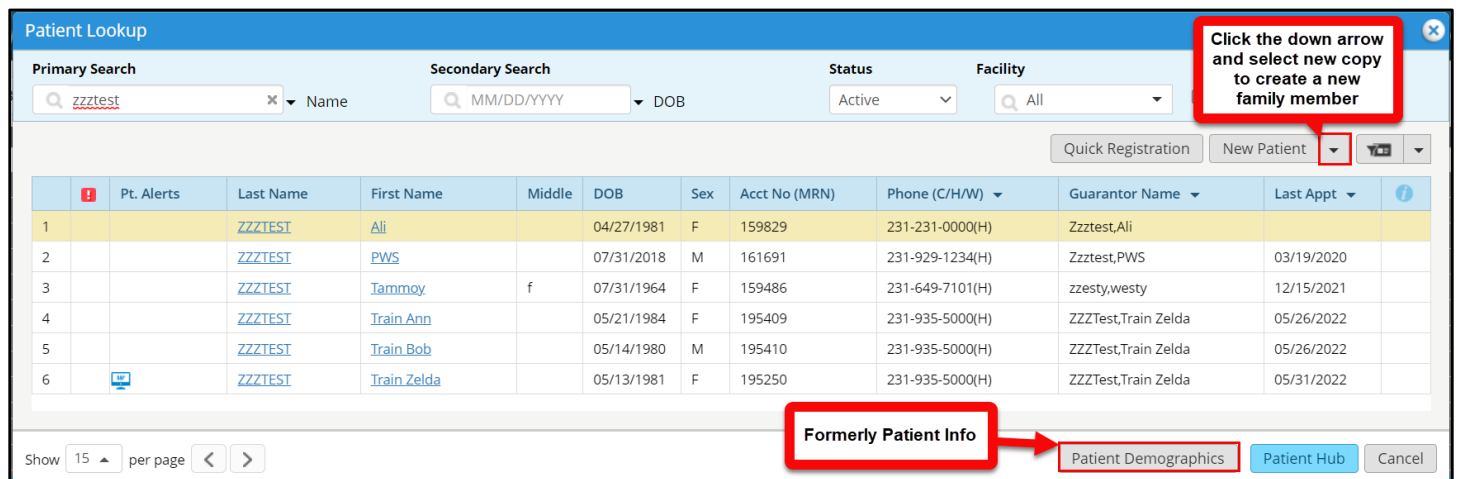 Patient Lookup
Click the down arrow
and select new copy
to create a new
family member
Primary Search Secondary Search Status Facility
zzztest Name MM/DD/YYYY DOB Active All
Quick Registration New Patient
Pt. Alerts Last Name First Name Middle DOB Sex Acct No (MRN) Phone (C/H/W) Guarantor Name Last Appt
1 ZZZTEST Ali 04/27/1981 F 159829 231-231-0000(H) Zzztest,Ali
2 ZZZTEST PWS 07/31/2018 M 161691 231-929-1234(H) Zzztest,PWS 03/19/2020
3 ZZZTEST Tammoy f 07/31/1964 F 159486 231-649-7101(H) zzesty,westy 12/15/2021
4 ZZZTEST Train Ann 05/21/1984 F 195409 231-935-5000(H) ZZZTest,Train Zelda 05/26/2022
5 ZZZTEST Train Bob 05/14/1980 M 195410 231-935-5000(H) ZZZTest,Train Zelda 05/26/2022
6 ZZZTEST Train Zelda 05/13/1981 F 195250 231-935-5000(H) ZZZTest,Train Zelda 05/31/2022
Formerly Patient Info
Show 15 per page Patient Demographics Patient Hub Cancel